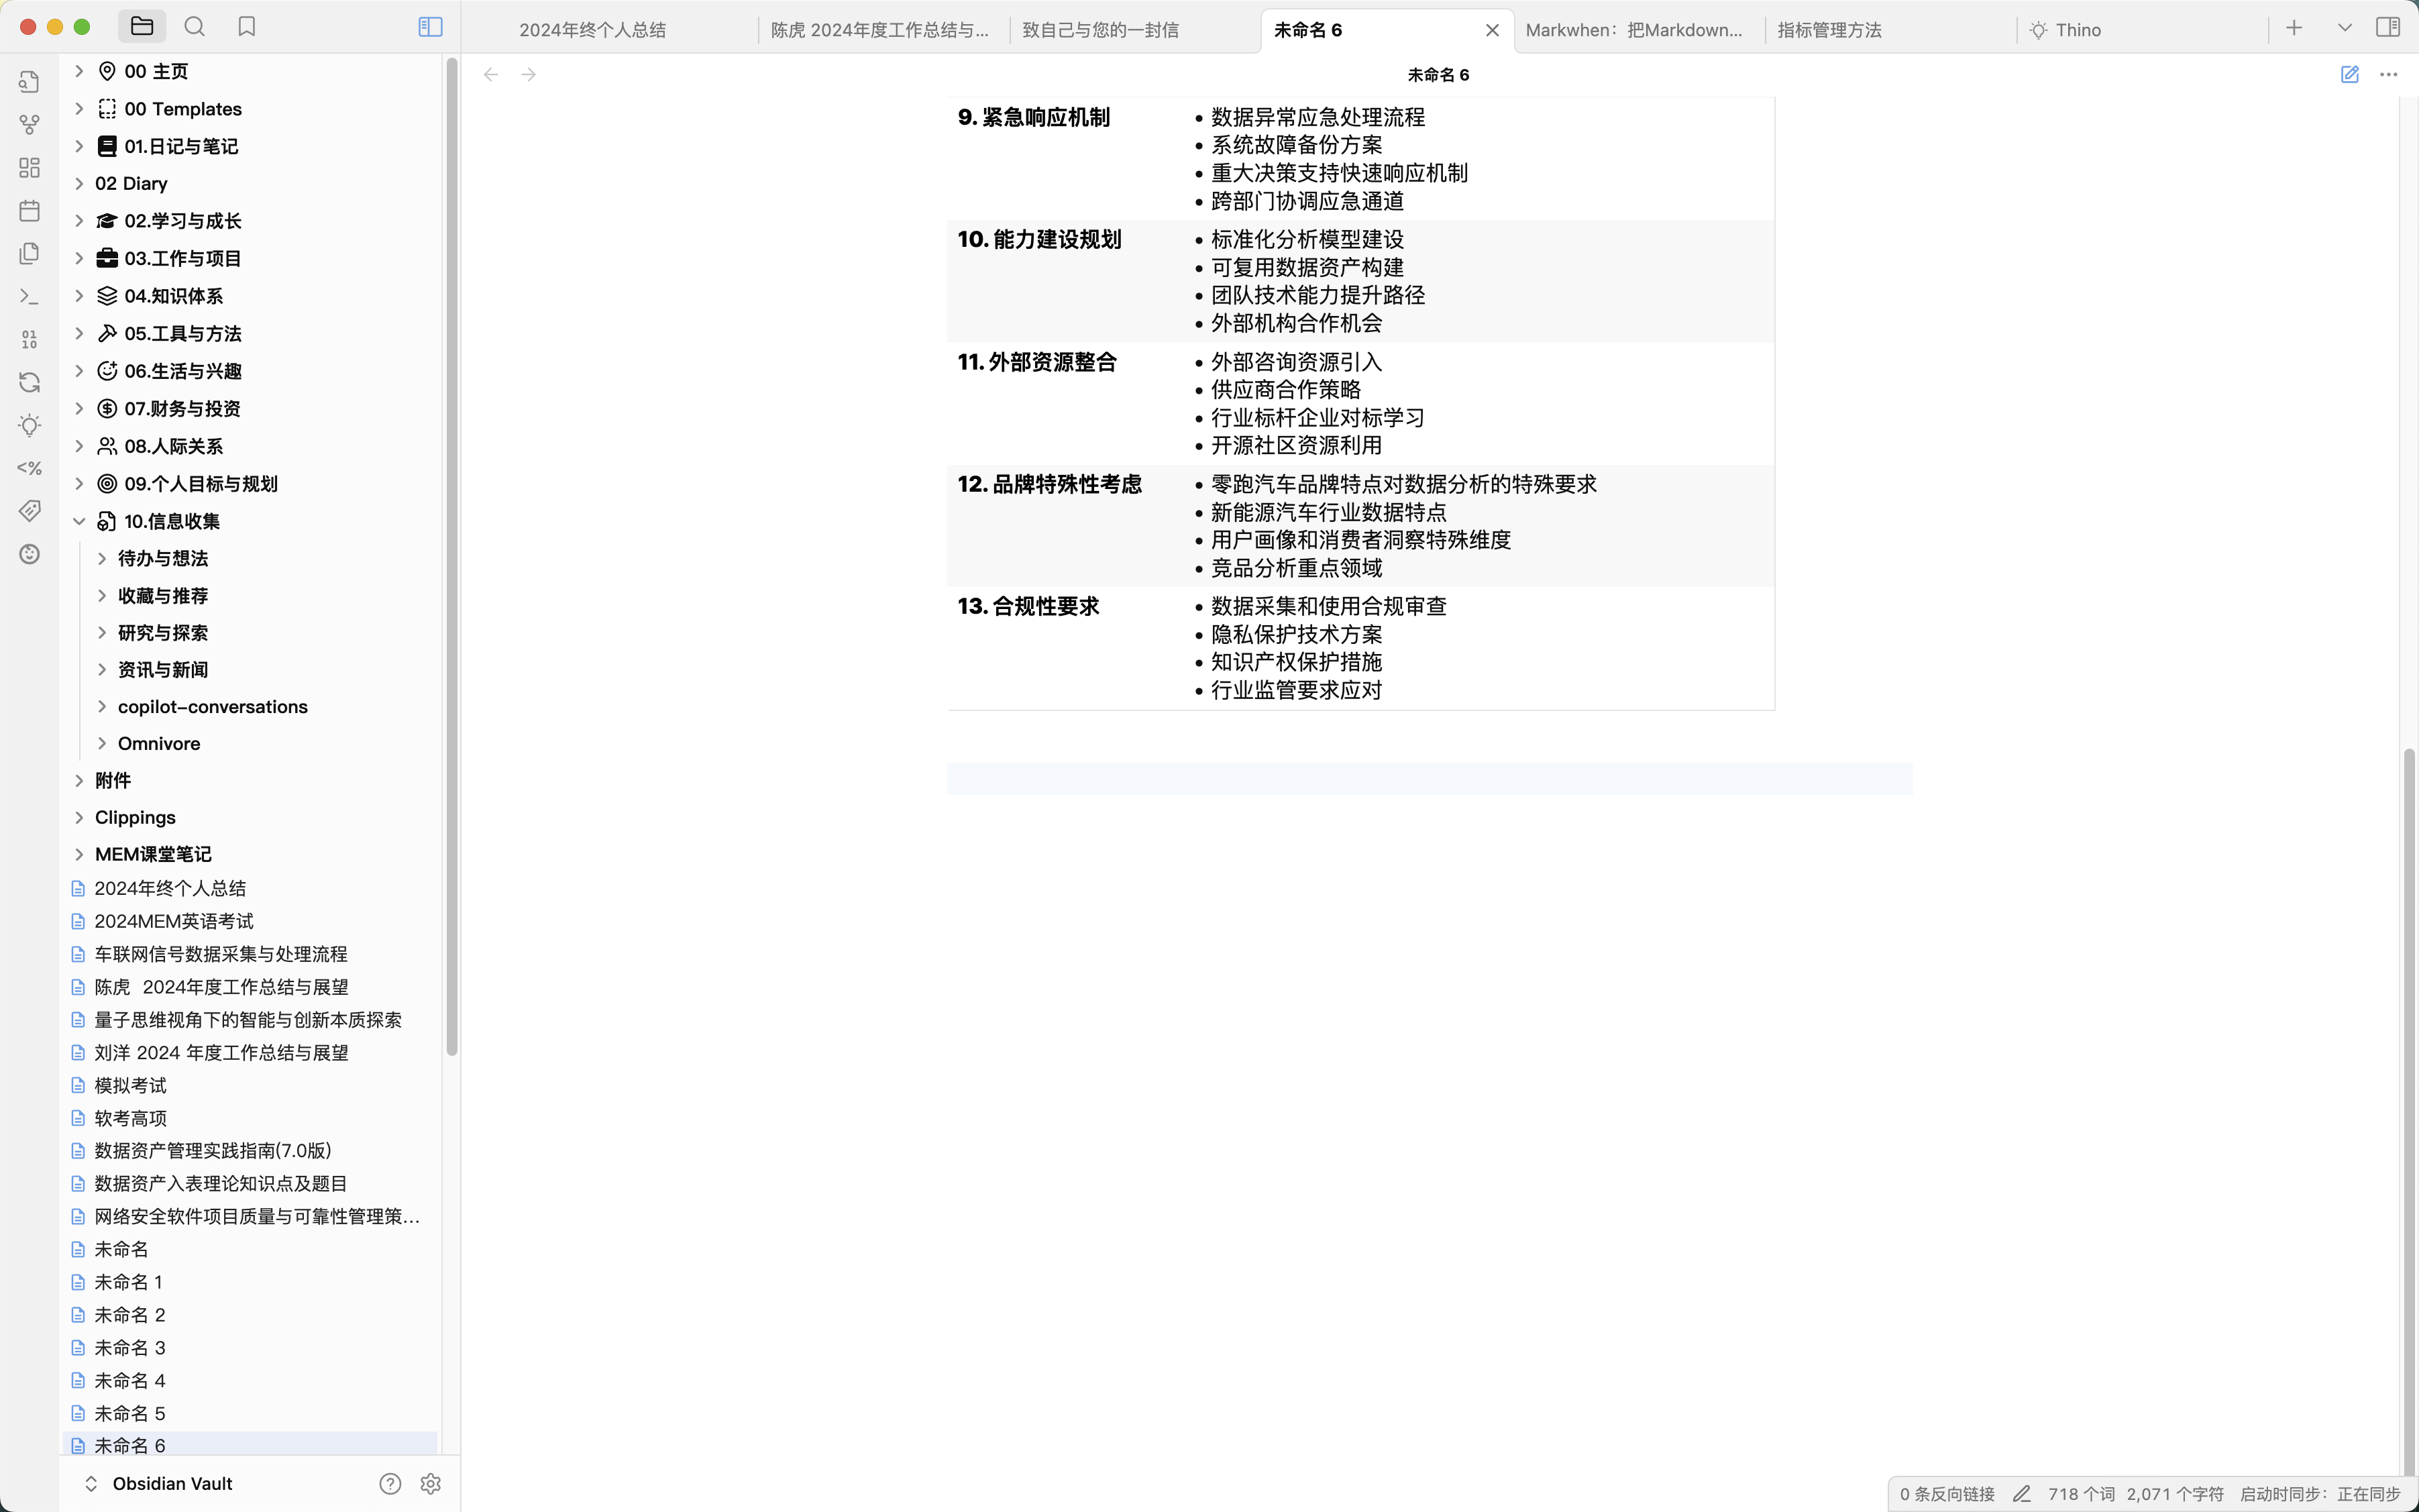 2024年终个人总结
陈虎 2024年度工作总结与...
致自己与您的一封信
未命名 6
Markwhen：把Markdown...
指标管理方法
Thino
未命名 6
00 主页
00 Templates
01.日记与笔记
02 Diary
02.学习与成长
03.工作与项目
04.知识体系
05.工具与方法
06.生活与兴趣
07.财务与投资
08.人际关系
09.个人目标与规划
10.信息收集
待办与想法
收藏与推荐
研究与探索
资讯与新闻
copilot-conversations
Omnivore
附件
Clippings
MEM课堂笔记
2024年终个人总结
2024MEM英语考试
车联网信号数据采集与处理流程
陈虎 2024年度工作总结与展望
量子思维视角下的智能与创新本质探索
刘洋 2024 年度工作总结与展望
模拟考试
软考高项
数据资产管理实践指南(7.0版)
数据资产入表理论知识点及题目
网络安全软件项目质量与可靠性管理策...
未命名
未命名 1
未命名 2
未命名 3
未命名 4
未命名 5
未命名 6
Obsidian Vault
9. 紧急响应机制
• 数据异常应急处理流程
• 系统故障备份方案
• 重大决策支持快速响应机制
• 跨部门协调应急通道
10. 能力建设规划
• 标准化分析模型建设
• 可复用数据资产构建
• 团队技术能力提升路径
• 外部机构合作机会
11. 外部资源整合
• 外部咨询资源引入
• 供应商合作策略
• 行业标杆企业对标学习
• 开源社区资源利用
12. 品牌特殊性考虑
• 零跑汽车品牌特点对数据分析的特殊要求
• 新能源汽车行业数据特点
• 用户画像和消费者洞察特殊维度
• 竞品分析重点领域
13. 合规性要求
• 数据采集和使用合规审查
• 隐私保护技术方案
• 知识产权保护措施
• 行业监管要求应对
0 条反向链接 718 个词 2,071 个字符 启动时同步：正在同步